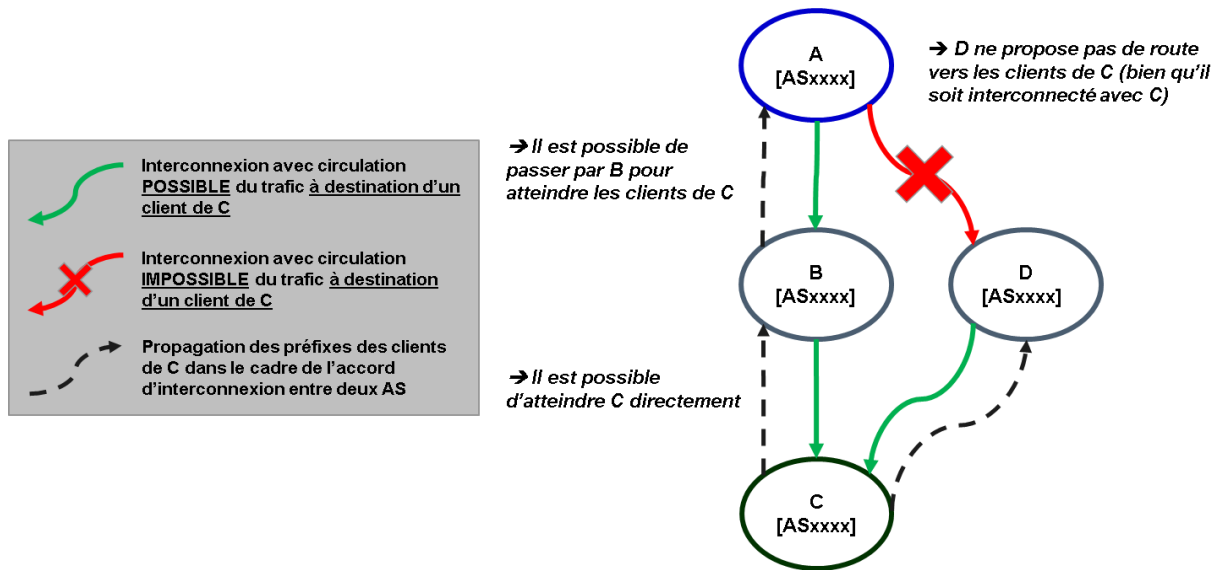 Interconnexion avec circulation
POSSIBLE du trafic à destination d'un
client de C
Interconnexion avec circulation
IMPOSSIBLE du trafic à destination
d'un client de C
Propagation des préfixes des clients
de C dans le cadre de l'accord
d'interconnexion entre deux AS
➔ Il est possible de
passer par B pour
atteindre les clients de C
➔ Il est possible
d'atteindre C directement
A
[ASxxxx]
➔ D ne propose pas de route
vers les clients de C (bien qu'il
soit interconnecté avec C)
B
[ASxxxx]
D
[ASxxxx]
C
[ASxxxx]